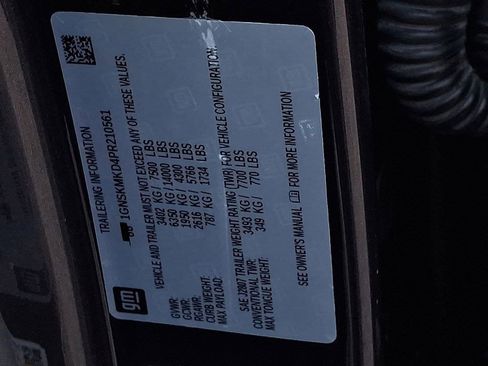 gm
TRAILERING INFORMATION
1GNSKMKD4PR210561
VEHICLE AND TRAILER MUST NOT EXCEED ANY OF THESE VALUES.
GVWR: 3402 KG / 7500 LBS
GCWR: 6350 KG / 14000 LBS
RGAWR: 1950 KG / 4300 LBS
CURB WEIGHT: 2616 KG / 5766 LBS
MAX PAYLOAD: 787 KG / 1734 LBS
SAE J2807 TRAILER WEIGHT RATING (TWR) FOR VEHICLE CONFIGURATION:
CONVENTIONAL TWR: 3493 KG / 7700 LBS
MAX TONGUE WEIGHT: 349 KG / 770 LBS
SEE OWNER'S MANUAL FOR MORE INFORMATION